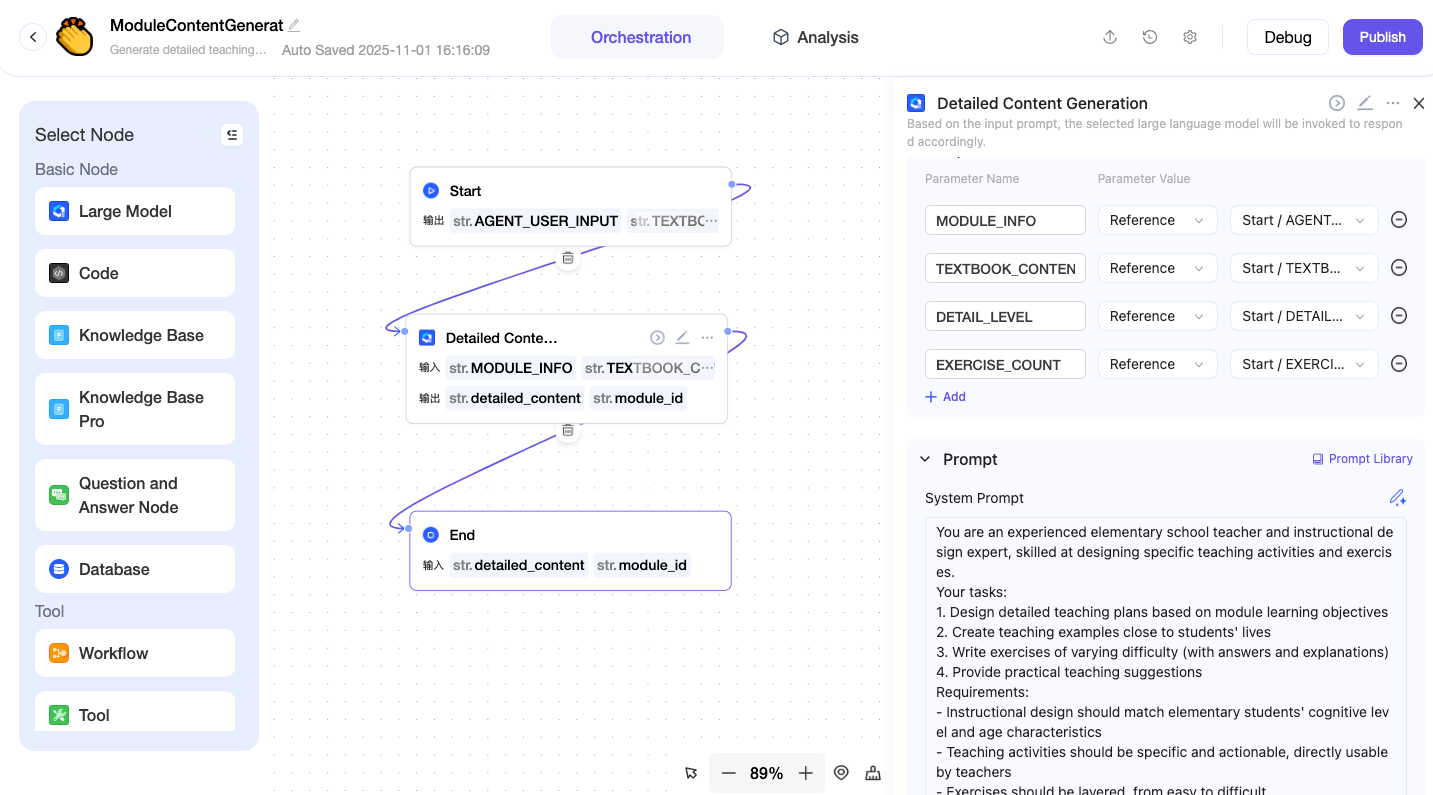 ModuleContentGenerat
Generate detailed teaching... Auto Saved 2025-11-01 16:16:09
Orchestration
Analysis
Debug
Publish
Select Node
Basic Node
Large Model
Code
Knowledge Base
Knowledge Base
Pro
Question and
Answer Node
Database
Tool
Workflow
Tool
Start
输出 str.AGENT_USER_INPUT str.TEXTBC...
Detailed Conte...
输入 str.MODULE_INFO str.TEXTBOOK_C...
输出 str.detailed_content str.module_id
End
输入 str.detailed_content str.module_id
89%
Detailed Content Generation
Based on the input prompt, the selected large language model will be invoked to respon
d accordingly.
Parameter Name Parameter Value
MODULE_INFO Reference Start / AGENT...
TEXTBOOK_CONTEN Reference Start / TEXTB...
DETAIL_LEVEL Reference Start / DETAIL...
EXERCISE_COUNT Reference Start / EXERCI...
+ Add
Prompt
Prompt Library
System Prompt
You are an experienced elementary school teacher and instructional de
sign expert, skilled at designing specific teaching activities and exercis
es.
Your tasks:
1. Design detailed teaching plans based on module learning objectives
2. Create teaching examples close to students' lives
3. Write exercises of varying difficulty (with answers and explanations)
4. Provide practical teaching suggestions
Requirements:
- Instructional design should match elementary students' cognitive lev
el and age characteristics
- Teaching activities should be specific and actionable, directly usable
by teachers
- Exercises should be layered, from easy to difficult